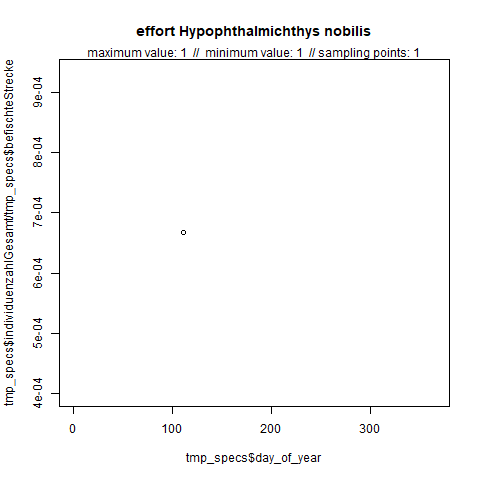 effort Hypophthalmichthys nobilis
maximum value: 1 // minimum value: 1 // sampling points: 1
tmp_specs$individuenzahlGesamt/tmp_specs$befischteStrecke
9e-04
8e-04
7e-04
6e-04
5e-04
4e-04
0 100 200 300
tmp_specs$day_of_year